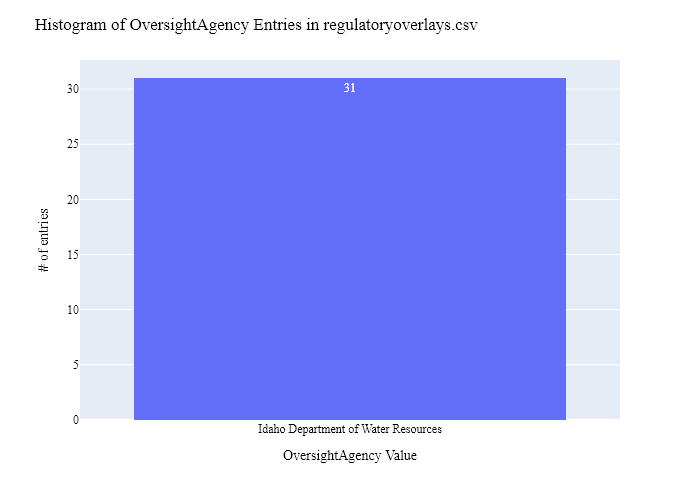 Histogram of OversightAgency Entries in regulatoryoverlays.csv
31
30
25
20
15
10
5
0
# of entries
Idaho Department of Water Resources
OversightAgency Value